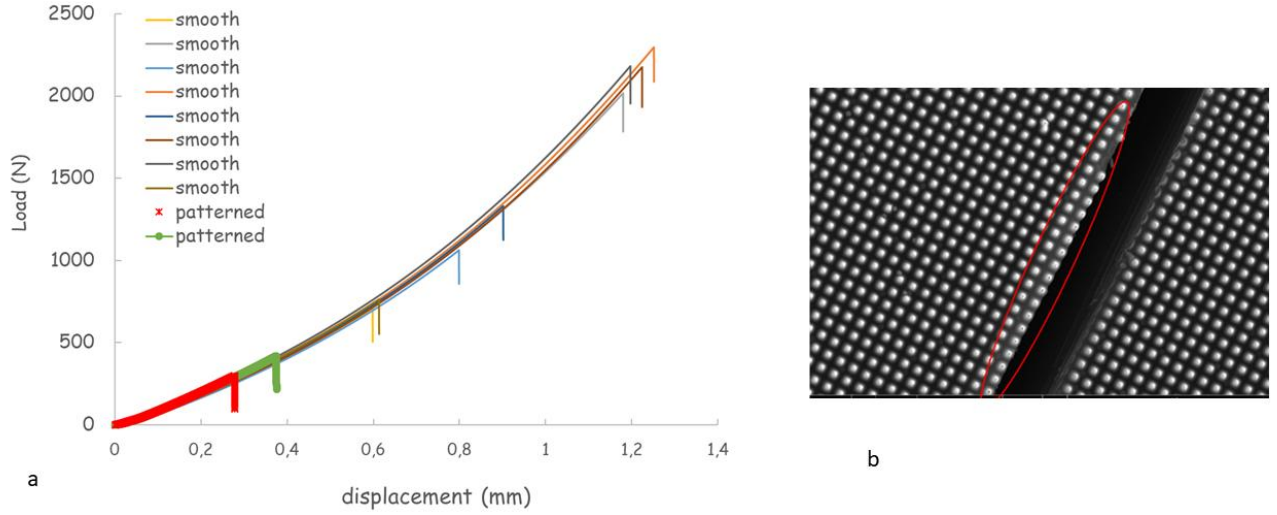 2500
2000
1500
1000
500
0
Load (N)
smooth
smooth
smooth
smooth
smooth
smooth
smooth
smooth
patterned
patterned
0 0,2 0,4 0,6 0,8 1 1,2 1,4
displacement (mm)
a
b